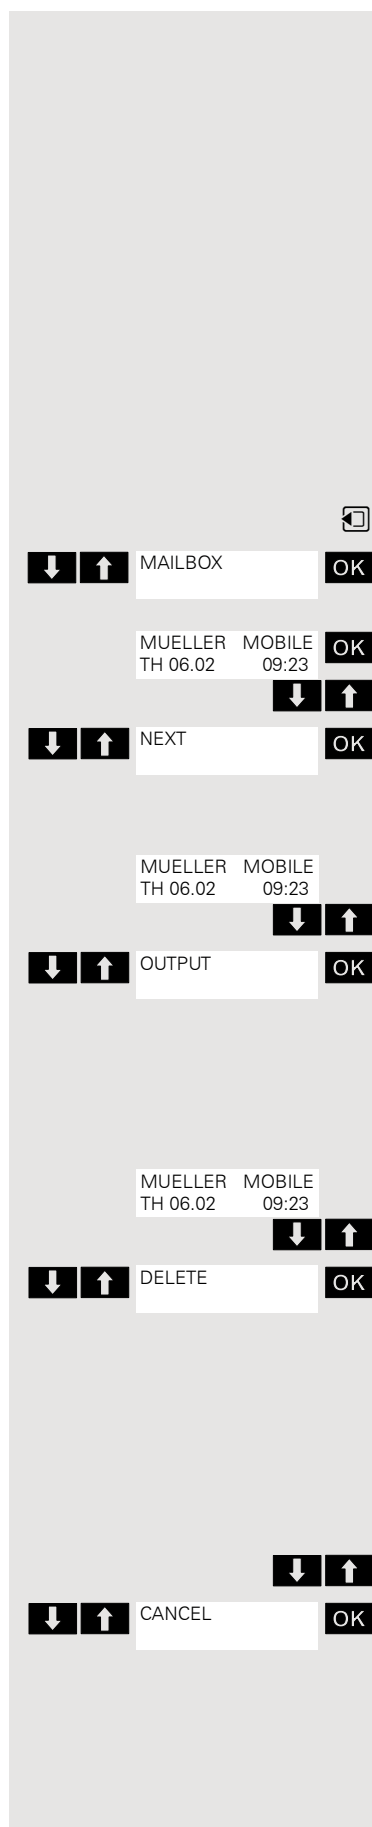 MAILBOX OK
MUELLER MOBILE OK
TH 06.02 09:23
NEXT OK
MUELLER MOBILE
TH 06.02 09:23
OUTPUT OK
MUELLER MOBILE
TH 06.02 09:23
DELETE OK
CANCEL OK